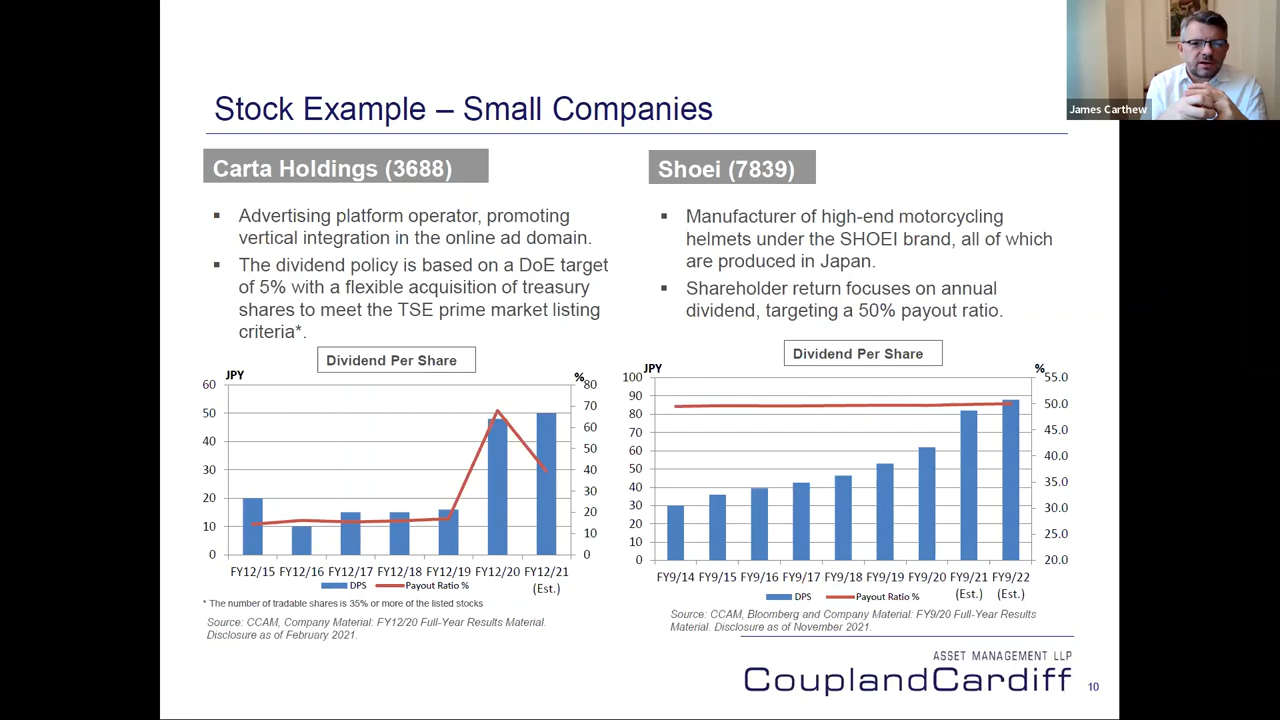 James Carthew
Stock Example – Small Companies
Carta Holdings (3688)
▪ Advertising platform operator, promoting
vertical integration in the online ad domain.
▪ The dividend policy is based on a DoE target
of 5% with a flexible acquisition of treasury
shares to meet the TSE prime market listing
criteria*.
Dividend Per Share
JPY
%
60
50
40
30
20
10
0
80
70
60
50
40
30
20
10
0
FY12/15 FY12/16 FY12/17 FY12/18 FY12/19 FY12/20 FY12/21
(Est.)
DPS Payout Ratio %
* The number of tradable shares is 35% or more of the listed stocks
Source: CCAM, Company Material: FY12/20 Full-Year Results Material.
Disclosure as of February 2021.
Shoei (7839)
▪ Manufacturer of high-end motorcycling
helmets under the SHOEI brand, all of which
are produced in Japan.
▪ Shareholder return focuses on annual
dividend, targeting a 50% payout ratio.
Dividend Per Share
JPY
%
100
90
80
70
60
50
40
30
20
10
0
55.0
50.0
45.0
40.0
35.0
30.0
25.0
20.0
FY9/14 FY9/15 FY9/16 FY9/17 FY9/18 FY9/19 FY9/20 FY9/21 FY9/22
(Est.) (Est.)
DPS Payout Ratio %
Source: CCAM, Bloomberg and Company Material: FY9/20 Full-Year Results
Material. Disclosure as of November 2021.
ASSET MANAGEMENT LLP
CouplandCardiff
10